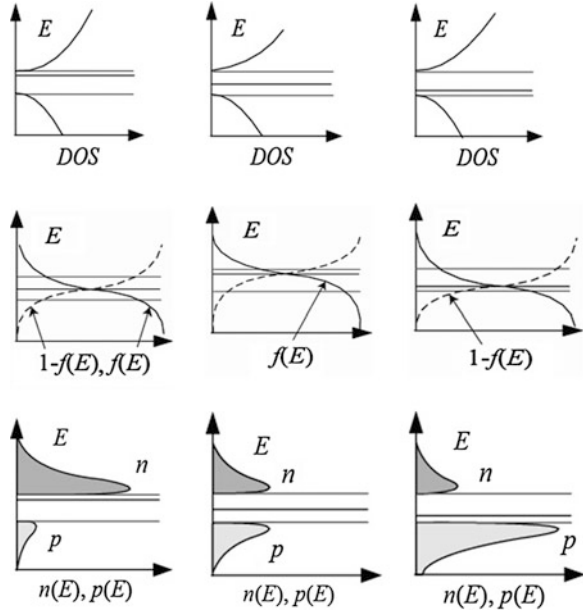 E E E
DOS DOS DOS
E E E
1-f(E), f(E) f(E) 1-f(E)
E E E
n n n
p p p
n(E), p(E) n(E), p(E) n(E), p(E)